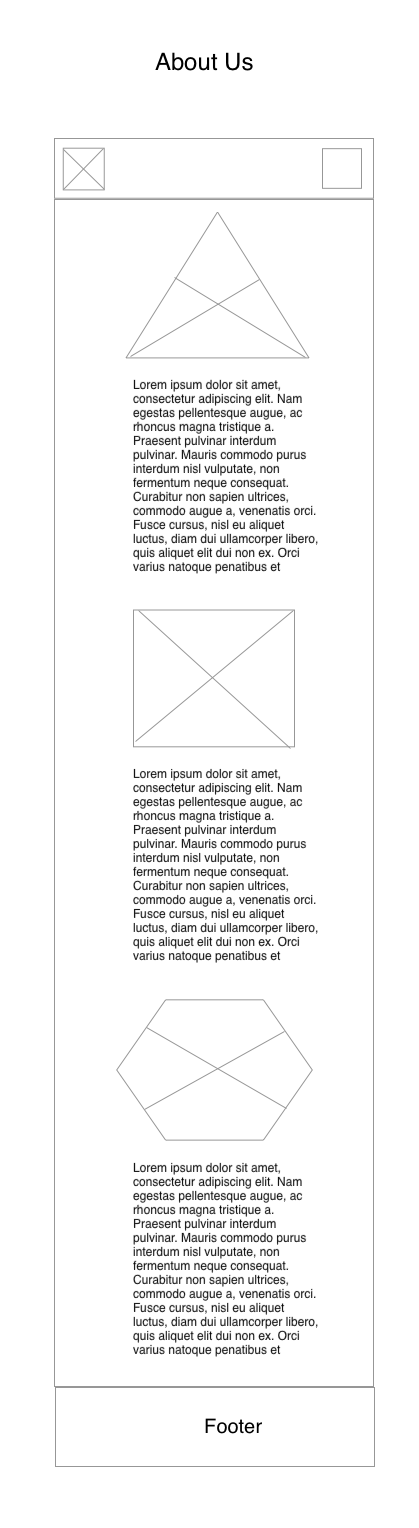 About Us
Lorem ipsum dolor sit amet,
consectetur adipiscing elit. Nam
egestas pellentesque augue, ac
rhoncus magna tristique a.
Praesent pulvinar interdum
pulvinar. Mauris commodo purus
interdum nisl vulputate, non
fermentum neque consequat.
Curabitur non sapien ultrices,
commodo augue a, venenatis orci.
Fusce cursus, nisl eu aliquet
luctus, diam dui ullamcorper libero,
quis aliquet elit dui non ex. Orci
varius natoque penatibus et
Lorem ipsum dolor sit amet,
consectetur adipiscing elit. Nam
egestas pellentesque augue, ac
rhoncus magna tristique a.
Praesent pulvinar interdum
pulvinar. Mauris commodo purus
interdum nisl vulputate, non
fermentum neque consequat.
Curabitur non sapien ultrices,
commodo augue a, venenatis orci.
Fusce cursus, nisl eu aliquet
luctus, diam dui ullamcorper libero,
quis aliquet elit dui non ex. Orci
varius natoque penatibus et
Lorem ipsum dolor sit amet,
consectetur adipiscing elit. Nam
egestas pellentesque augue, ac
rhoncus magna tristique a.
Praesent pulvinar interdum
pulvinar. Mauris commodo purus
interdum nisl vulputate, non
fermentum neque consequat.
Curabitur non sapien ultrices,
commodo augue a, venenatis orci.
Fusce cursus, nisl eu aliquet
luctus, diam dui ullamcorper libero,
quis aliquet elit dui non ex. Orci
varius natoque penatibus et
Footer